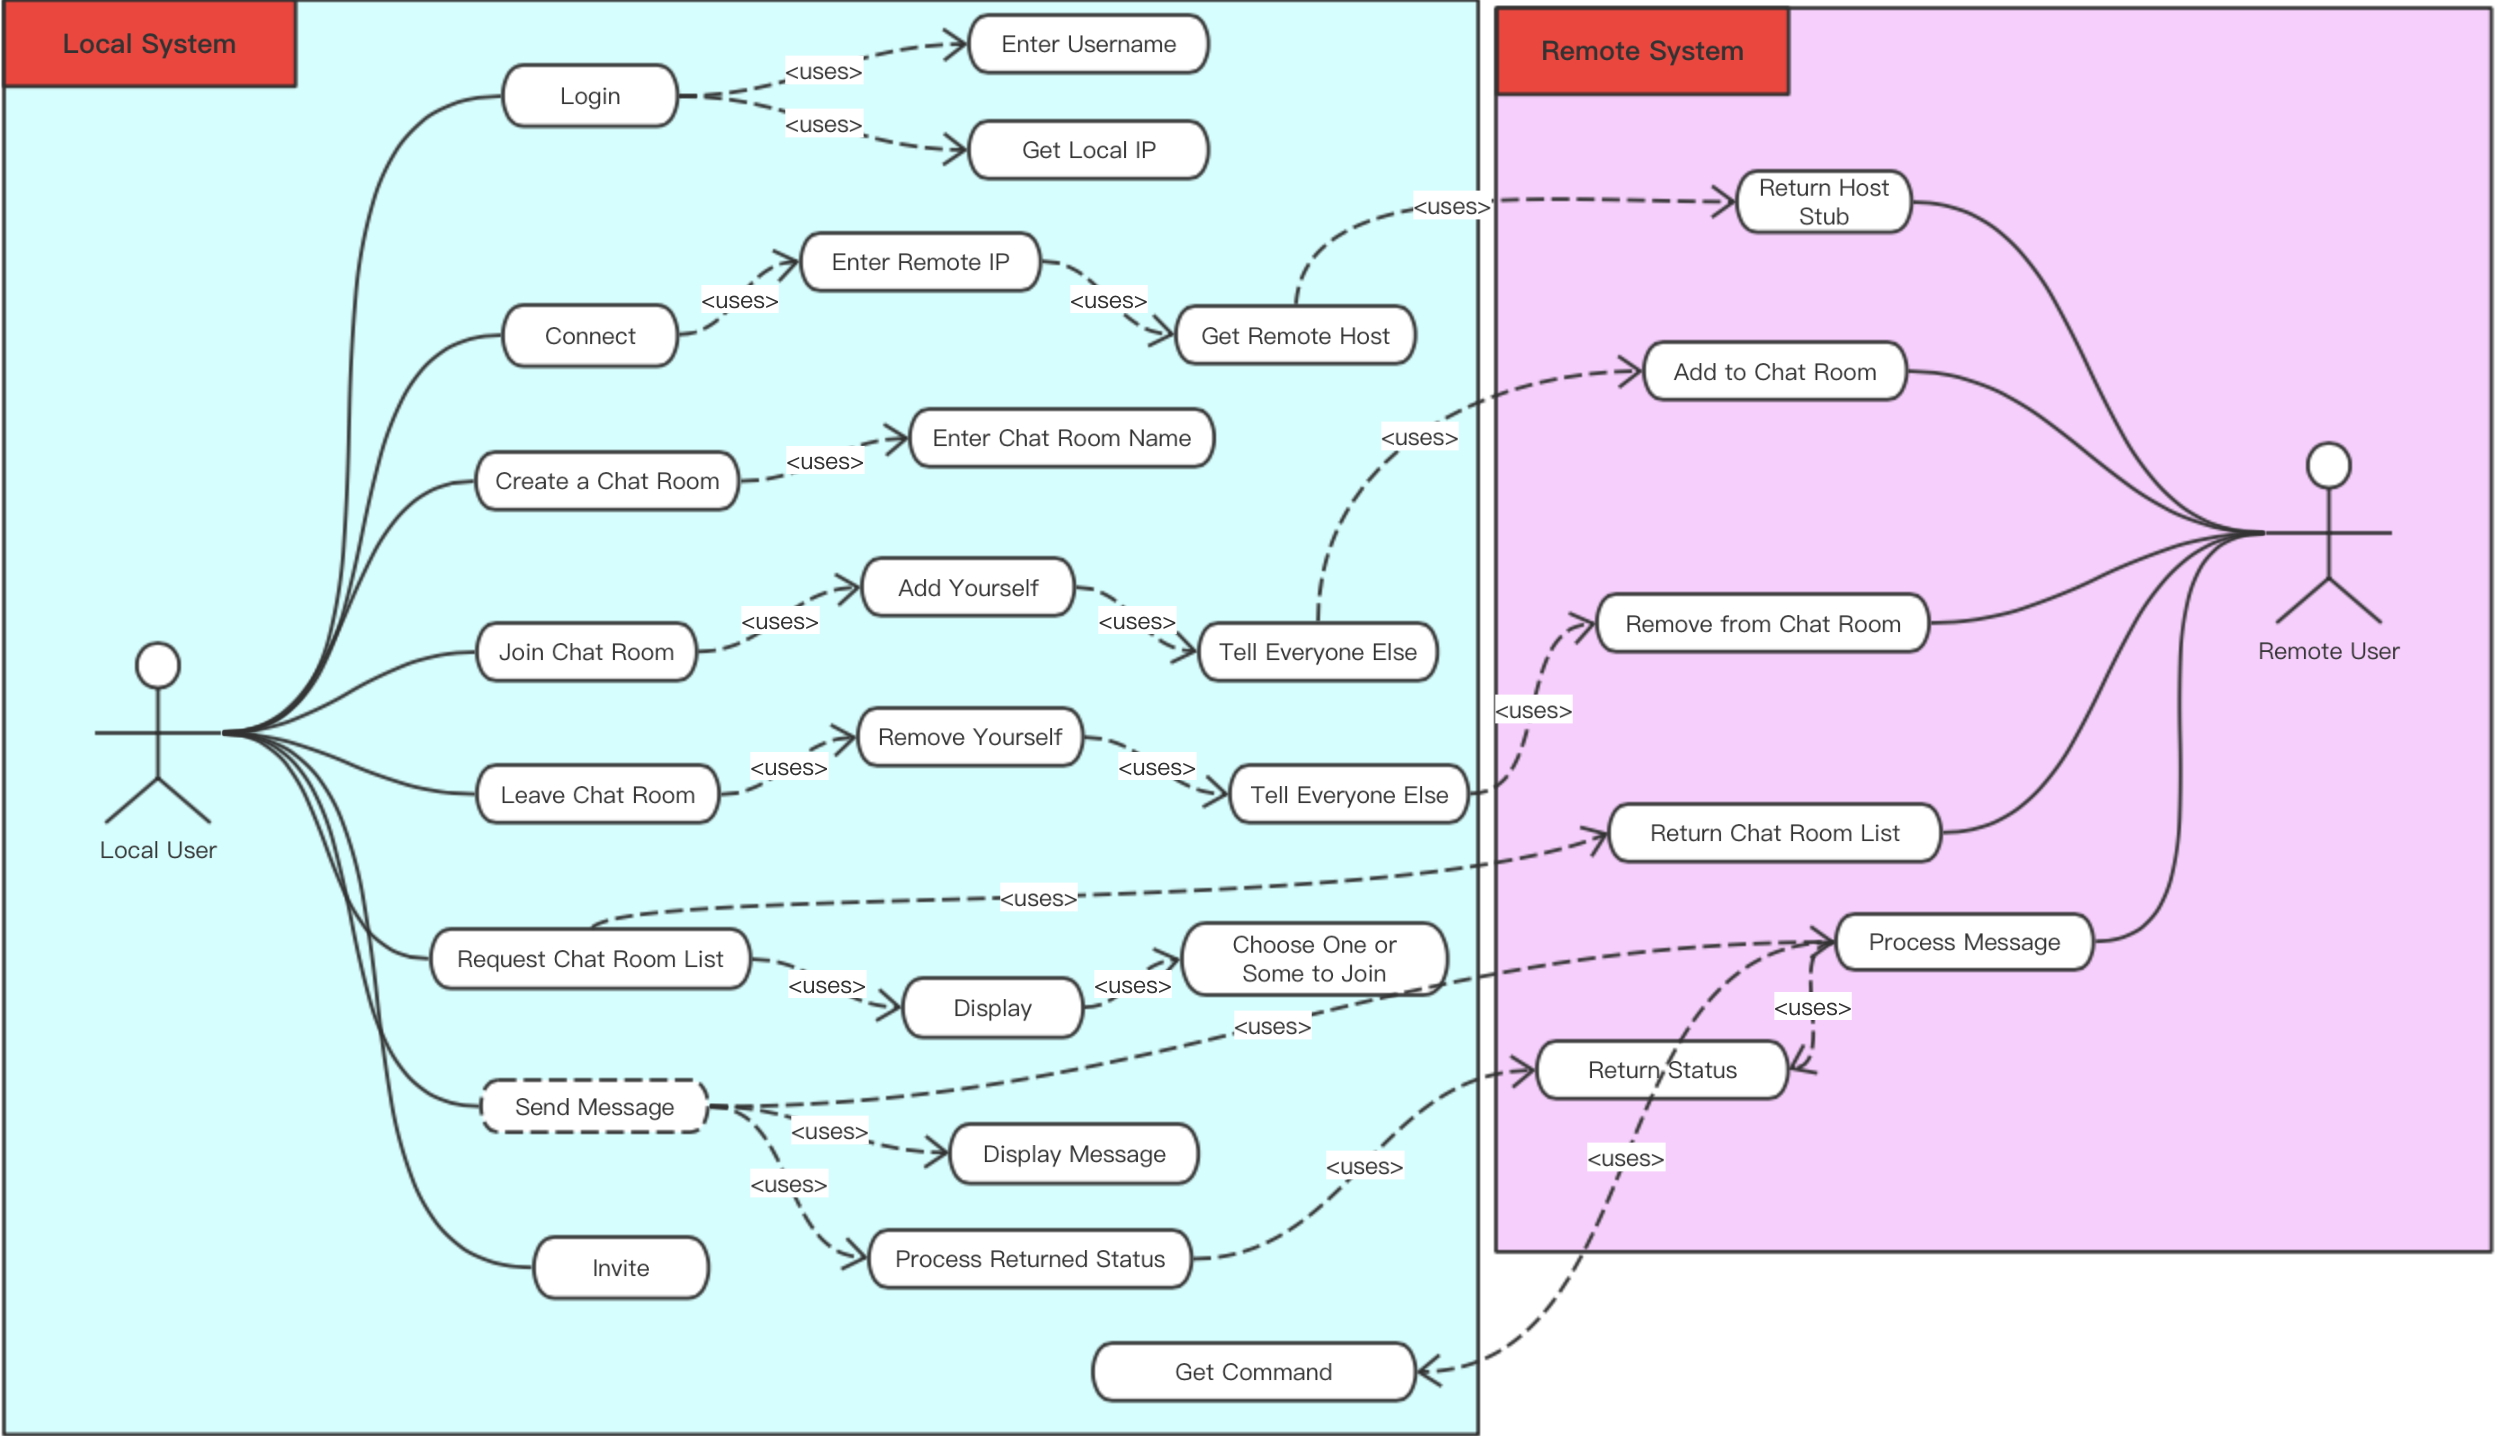 Local System
Enter Username
<uses>
Login
<uses>
Get Local IP
Enter Remote IP
<uses>
<uses>
Connect
Get Remote Host
<uses>
Enter Chat Room Name
<uses>
Create a Chat Room
<uses>
Add Yourself
<uses>
<uses>
Join Chat Room
Tell Everyone Else
Remove Yourself
<uses>
<uses>
Leave Chat Room
Tell Everyone Else
<uses>
Local User
<uses>
Request Chat Room List
<uses>
Display
<uses>
Choose One or
Some to Join
<uses>
Send Message
<uses>
Display Message
<uses>
Process Returned Status
<uses>
Invite
Get Command
Remote System
Return Host
Stub
Add to Chat Room
Remove from Chat Room
Remote User
Return Chat Room List
Process Message
<uses>
Return Status
<uses>